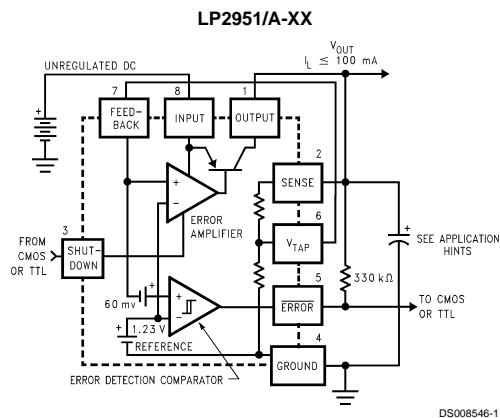 LP2951/A-XX
V_OUT
I_L ≤ 100 mA
UNREGULATED DC
7
8
1
FEED-
BACK
INPUT
OUTPUT
2
SENSE
+
+
−
ERROR
AMPLIFIER
6
V_TAP
+
SEE APPLICATION
HINTS
3
FROM
CMOS
OR TTL
SHUT-
DOWN
5
330 kΩ
60 mv
+
+
−
ERROR
TO CMOS
OR TTL
+
1.23 V
REFERENCE
4
GROUND
ERROR DETECTION COMPARATOR
DS008546-1